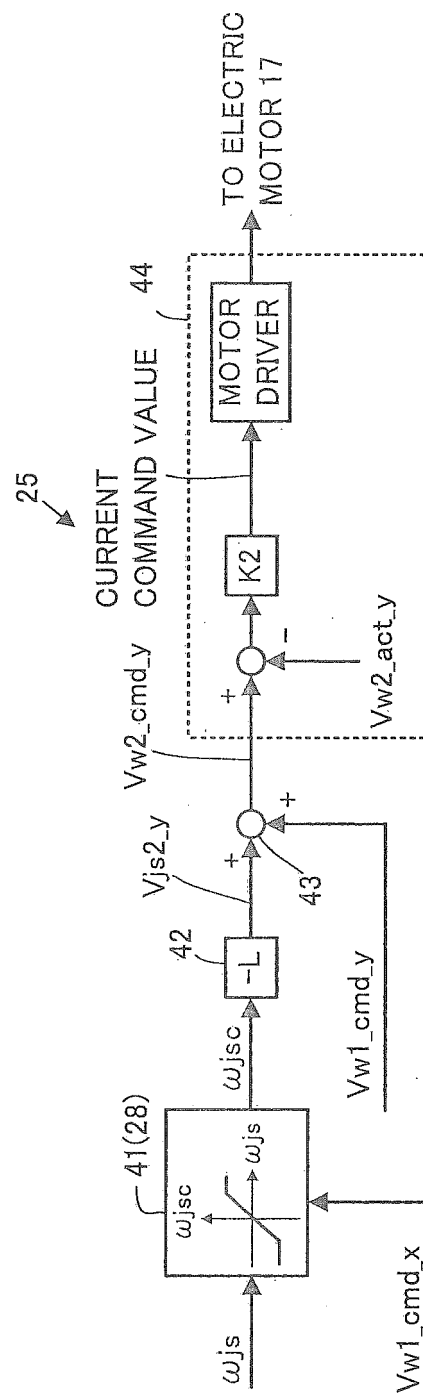 25
ωjs
41(28)
ωjsc
ωjs
Vw1_cmd_x
ωjsc
42
-L
Vjs2_y
+
+
43
Vw1_cmd_y
Vw2_cmd_y
+
-
Vw2_act_y
K2
CURRENT
COMMAND VALUE
44
MOTOR
DRIVER
TO ELECTRIC
MOTOR 17